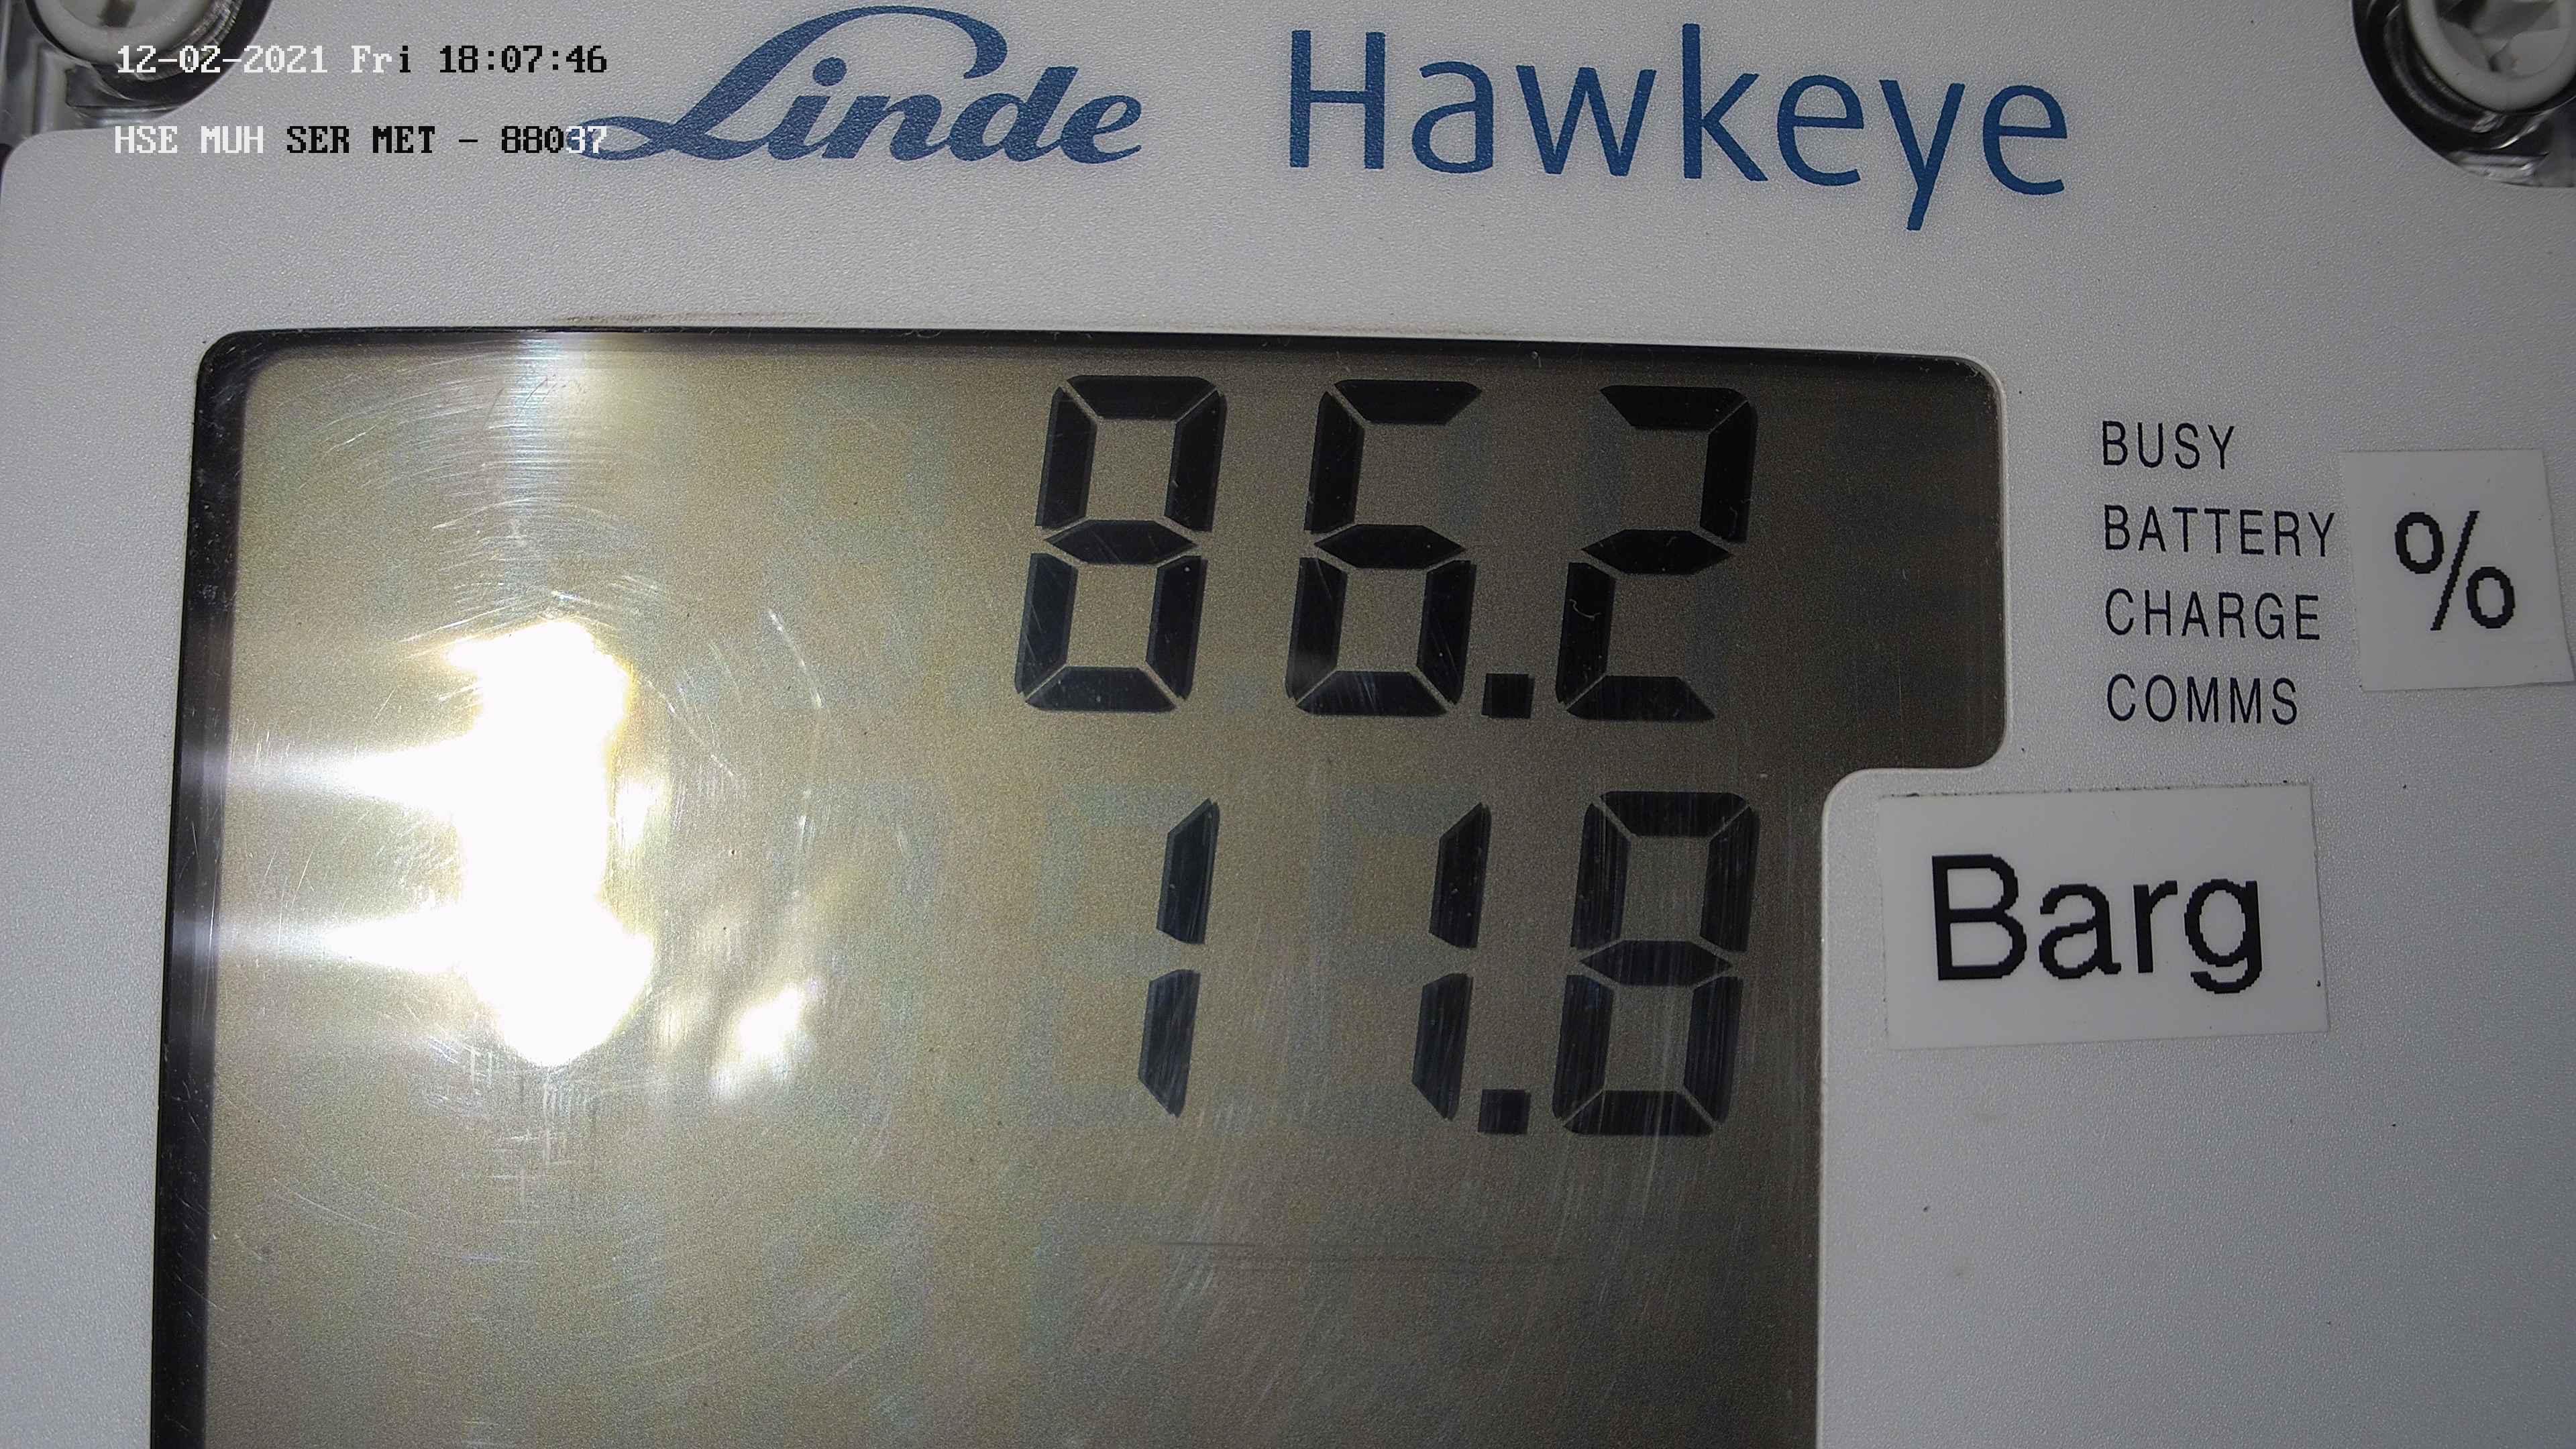 12-02-2021 Fri 18:07:46
HSE MUH SER MET - 88037
Linde Hawkeye
86.2
BUSY
BATTERY
CHARGE
COMMS
%
11.8
Barg